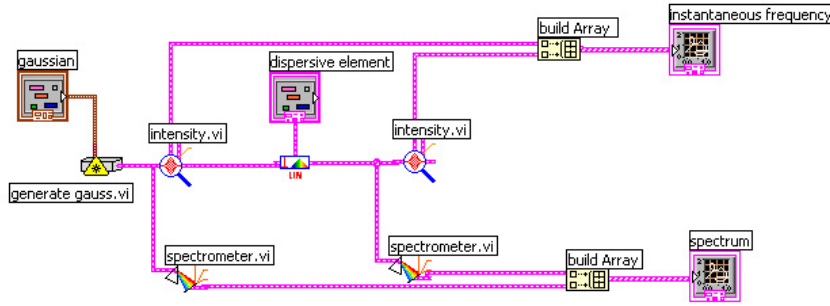 instantaneous frequency
build Array
gaussian
dispersive element
intensity.vi
intensity.vi
LIN
generate gauss.vi
spectrometer.vi
spectrometer.vi
spectrum
build Array